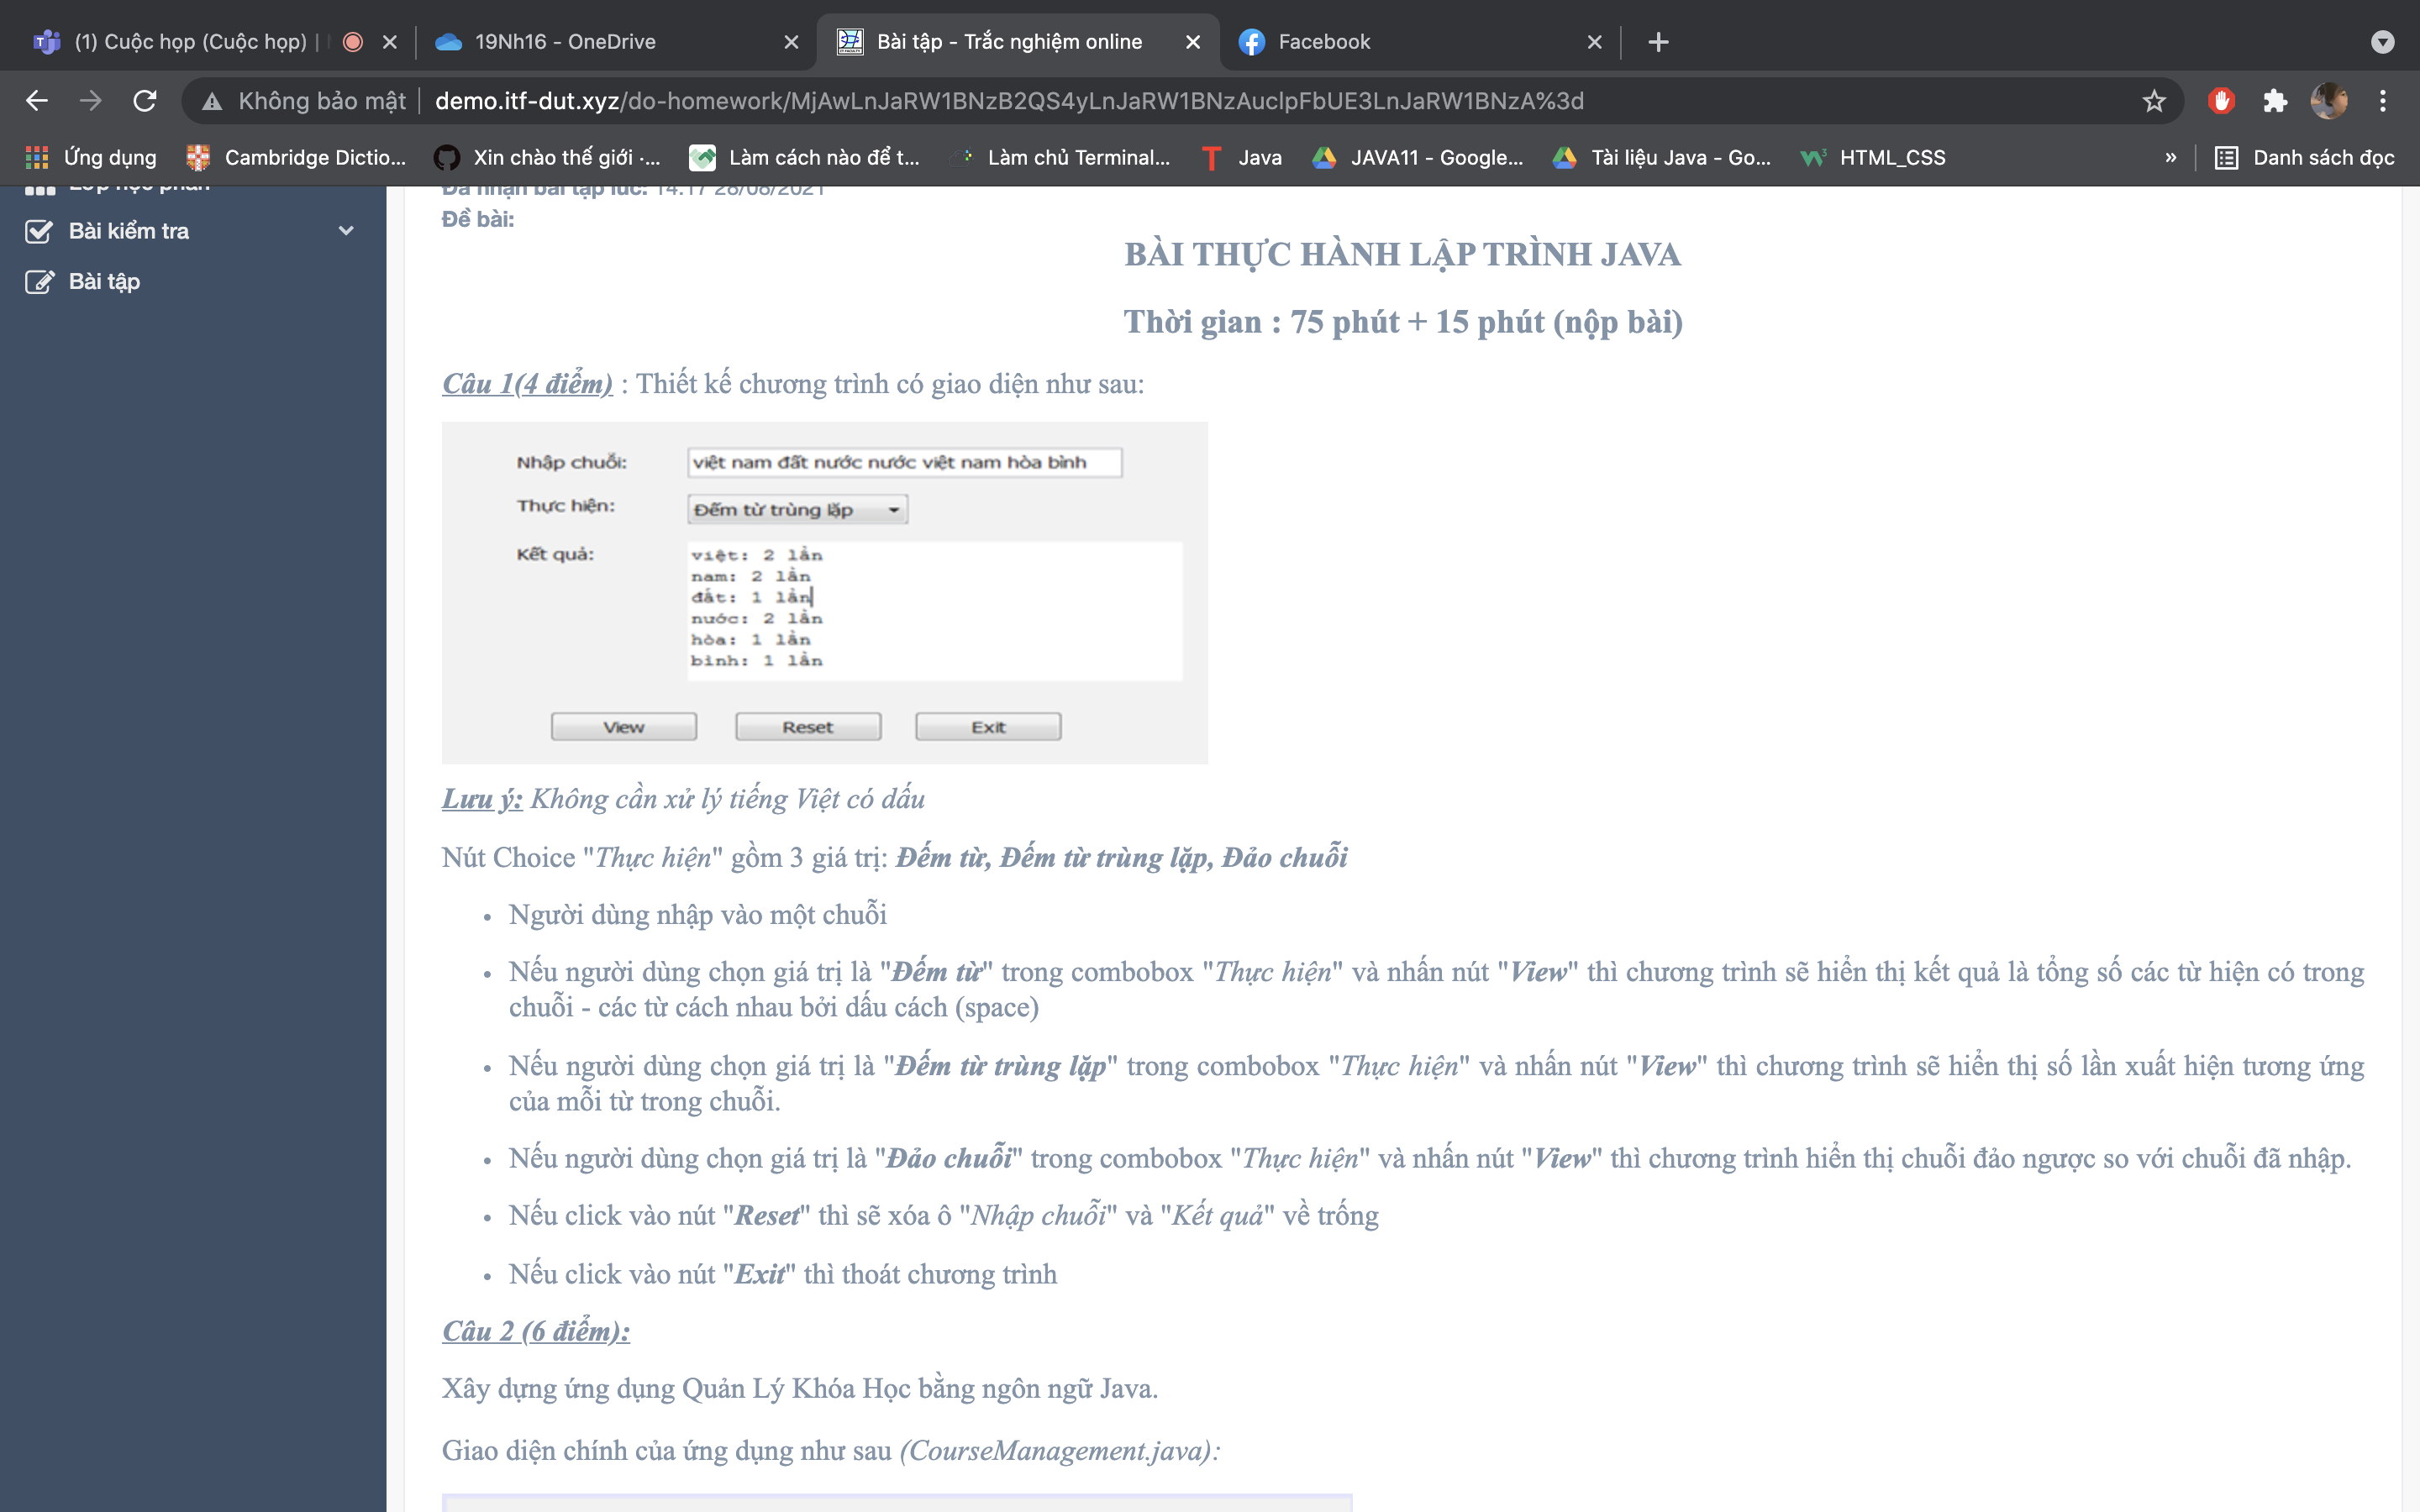 (1) Cuộc họp (Cuộc họp) |
19Nh16 - OneDrive
Bài tập - Trắc nghiệm online
Facebook
Không bảo mật
demo.itf-dut.xyz/do-homework/MjAwLnJaRW1BNzB2QS4yLnJaRW1BNzAuclpFbUE3LnJaRW1BNzA%3d
Ứng dụng
Cambridge Dictio...
Xin chào thế giới ·...
Làm cách nào để t...
Làm chủ Terminal...
Java
JAVA11 - Google...
Tài liệu Java - Go...
HTML_CSS
»
Danh sách đọc
Lớp học phần
Bài kiểm tra
Bài tập
Đã nhận bài tập lúc: 14:17 28/06/2021
Đề bài:
BÀI THỰC HÀNH LẬP TRÌNH JAVA
Thời gian : 75 phút + 15 phút (nộp bài)
Câu 1(4 điểm) : Thiết kế chương trình có giao diện như sau:
Nhập chuỗi: việt nam đất nước nước việt nam hòa bình
Thực hiện: Đếm từ trùng lặp
Kết quả: việt: 2 lần
nam: 2 lần
đất: 1 lần
nước: 2 lần
hòa: 1 lần
bình: 1 lần
View Reset Exit
Lưu ý: Không cần xử lý tiếng Việt có dấu
Nút Choice "Thực hiện" gồm 3 giá trị: Đếm từ, Đếm từ trùng lặp, Đảo chuỗi
• Người dùng nhập vào một chuỗi
• Nếu người dùng chọn giá trị là "Đếm từ" trong combobox "Thực hiện" và nhấn nút "View" thì chương trình sẽ hiển thị kết quả là tổng số các từ hiện có trong
chuỗi - các từ cách nhau bởi dấu cách (space)
• Nếu người dùng chọn giá trị là "Đếm từ trùng lặp" trong combobox "Thực hiện" và nhấn nút "View" thì chương trình sẽ hiển thị số lần xuất hiện tương ứng
của mỗi từ trong chuỗi.
• Nếu người dùng chọn giá trị là "Đảo chuỗi" trong combobox "Thực hiện" và nhấn nút "View" thì chương trình hiển thị chuỗi đảo ngược so với chuỗi đã nhập.
• Nếu click vào nút "Reset" thì sẽ xóa ô "Nhập chuỗi" và "Kết quả" về trống
• Nếu click vào nút "Exit" thì thoát chương trình
Câu 2 (6 điểm):
Xây dựng ứng dụng Quản Lý Khóa Học bằng ngôn ngữ Java.
Giao diện chính của ứng dụng như sau (CourseManagement.java):